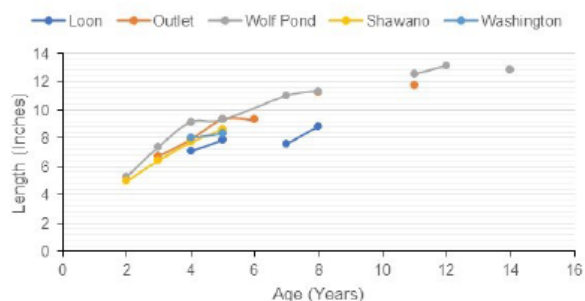 Loon Outlet Wolf Pond Shawano Washington
14
12
10
8
6
4
2
0
Length (Inches)
0 2 4 6 8 10 12 14 16
Age (Years)